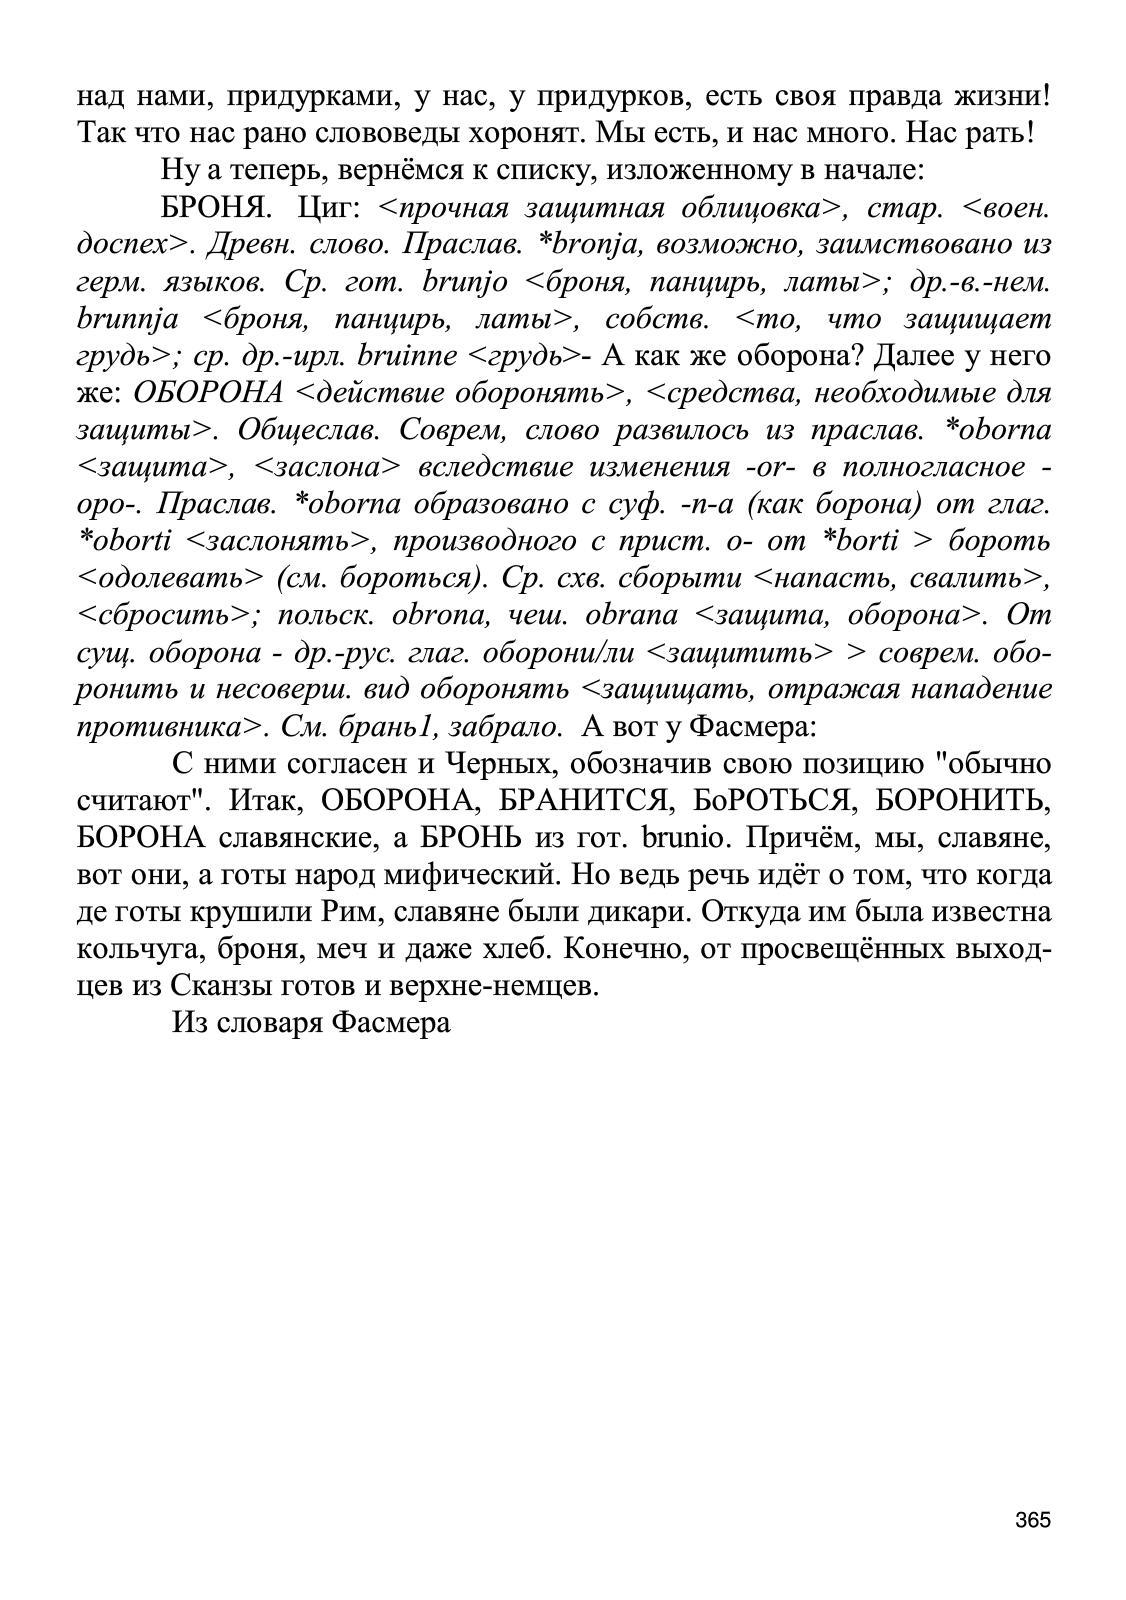 над нами, придурками, у нас, у придурков, есть своя правда жизни!
Так что нас рано слововеды хоронят. Мы есть, и нас много. Нас рать!
Ну а теперь, вернёмся к списку, изложенному в начале:
БРОНЯ. Циг: <прочная защитная облицовка>, стар. <воен.
доспех>. Древн. слово. Праслав. *bronja, возможно, заимствовано из
герм. языков. Ср. гот. brunjo <броня, панцирь, латы>; др.-в.-нем.
brunnja <броня, панцирь, латы>, собств. <то, что защищает
грудь>; ср. др.-ирл. bruinne <грудь>- А как же оборона? Далее у него
же: ОБОРОНА <действие оборонять>, <средства, необходимые для
защиты>. Общеслав. Соврем, слово развилось из праслав. *oborna
<защита>, <заслона> вследствие изменения -or- в полногласное -
оро-. Праслав. *oborna образовано с суф. -n-a (как борона) от глаг.
*oborti <заслонять>, производного с прист. о- от *borti > бороть
<одолевать> (см. бороться). Ср. схв. сборыти <напасть, свалить>,
<сбросить>; польск. obrona, чеш. obrana <защита, оборона>. От
сущ. оборона - др.-рус. глаг. оборони/ли <защитить> > соврем. обо-
ронить и несоверш. вид оборонять <защищать, отражая нападение
противника>. См. брань1, забрало. А вот у Фасмера:
С ними согласен и Черных, обозначив свою позицию "обычно
считают". Итак, ОБОРОНА, БРАНИТСЯ, БоРОТЬСЯ, БОРОНИТЬ,
БОРОНА славянские, а БРОНЬ из гот. brunio. Причём, мы, славяне,
вот они, а готы народ мифический. Но ведь речь идёт о том, что когда
де готы крушили Рим, славяне были дикари. Откуда им была известна
кольчуга, броня, меч и даже хлеб. Конечно, от просвещённых выход-
цев из Сканзы готов и верхне-немцев.
Из словаря Фасмера
365